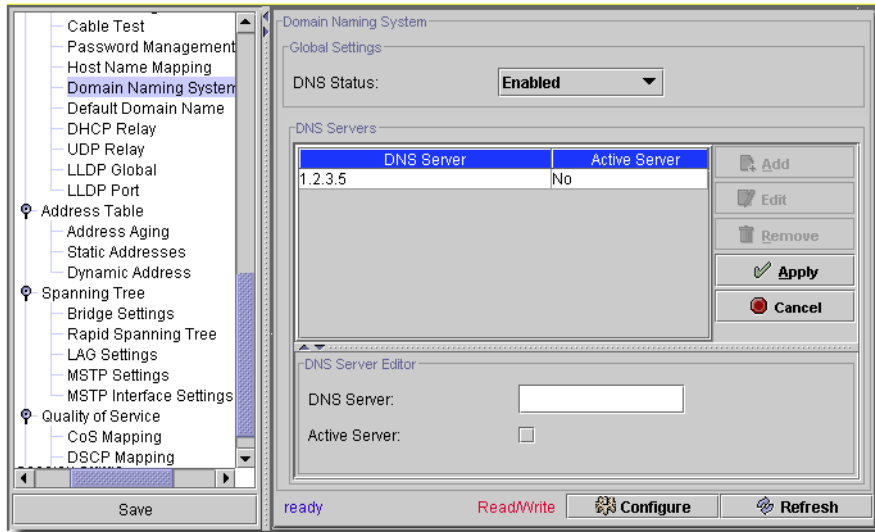 Cable Test
Password Management
Host Name Mapping
Domain Naming System
Default Domain Name
DHCP Relay
UDP Relay
LLDP Global
LLDP Port
Address Table
Address Aging
Static Addresses
Dynamic Address
Spanning Tree
Bridge Settings
Rapid Spanning Tree
LAG Settings
MSTP Settings
MSTP Interface Settings
Quality of Service
CoS Mapping
DSCP Mapping
Save
Domain Naming System
Global Settings
DNS Status: Enabled
DNS Servers
DNS Server Active Server
1.2.3.5 No
Add
Edit
Remove
Apply
Cancel
DNS Server Editor
DNS Server:
Active Server:
ready Read/Write Configure Refresh